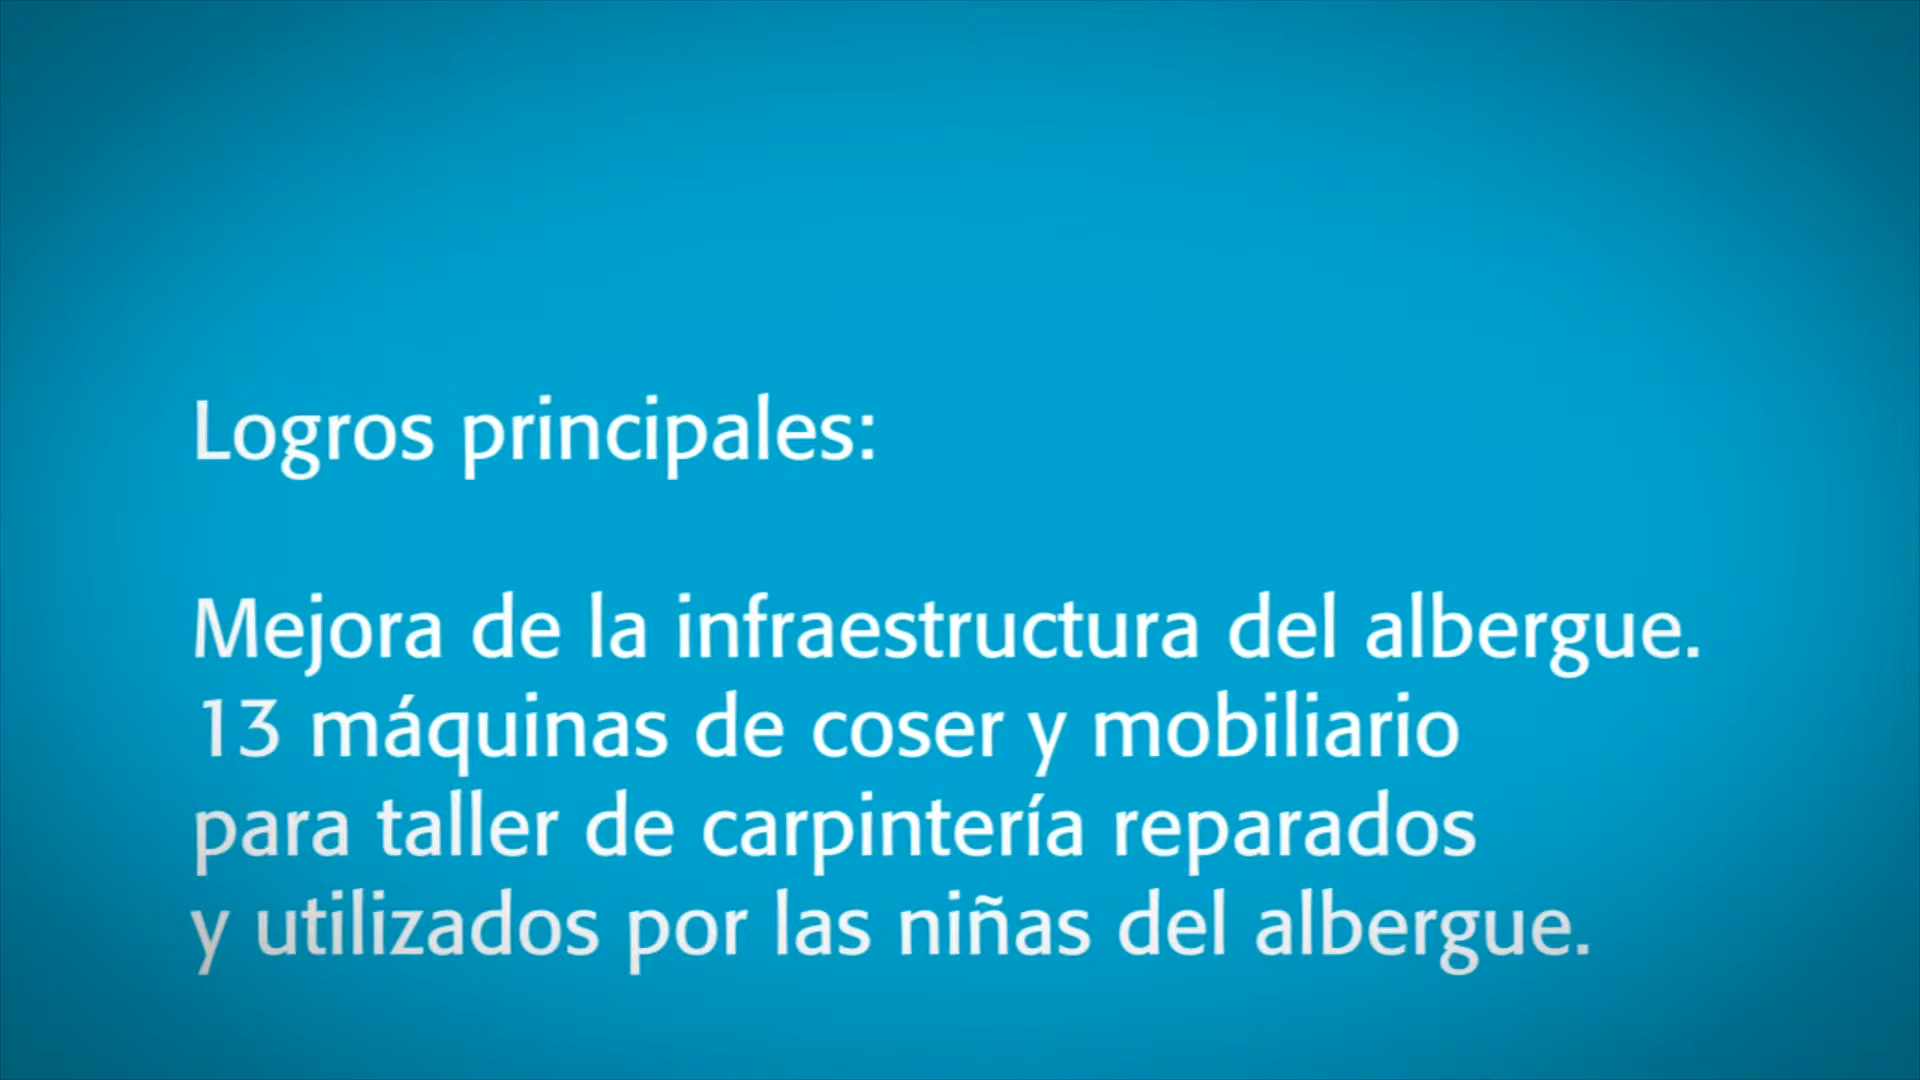 Logros principales:
Mejora de la infraestructura del albergue.
13 máquinas de coser y mobiliario
para taller de carpintería reparados
y utilizados por las niñas del albergue.